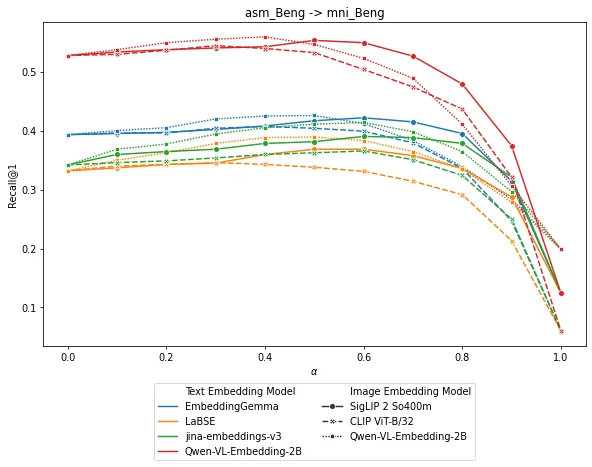 asm_Beng -> mni_Beng
Recall@1
0.5
0.4
0.3
0.2
0.1
0.0 0.2 0.4 0.6 0.8 1.0
α
Text Embedding Model
EmbeddingGemma
LaBSE
jina-embeddings-v3
Qwen-VL-Embedding-2B
Image Embedding Model
SigLIP 2 So400m
CLIP ViT-B/32
Qwen-VL-Embedding-2B